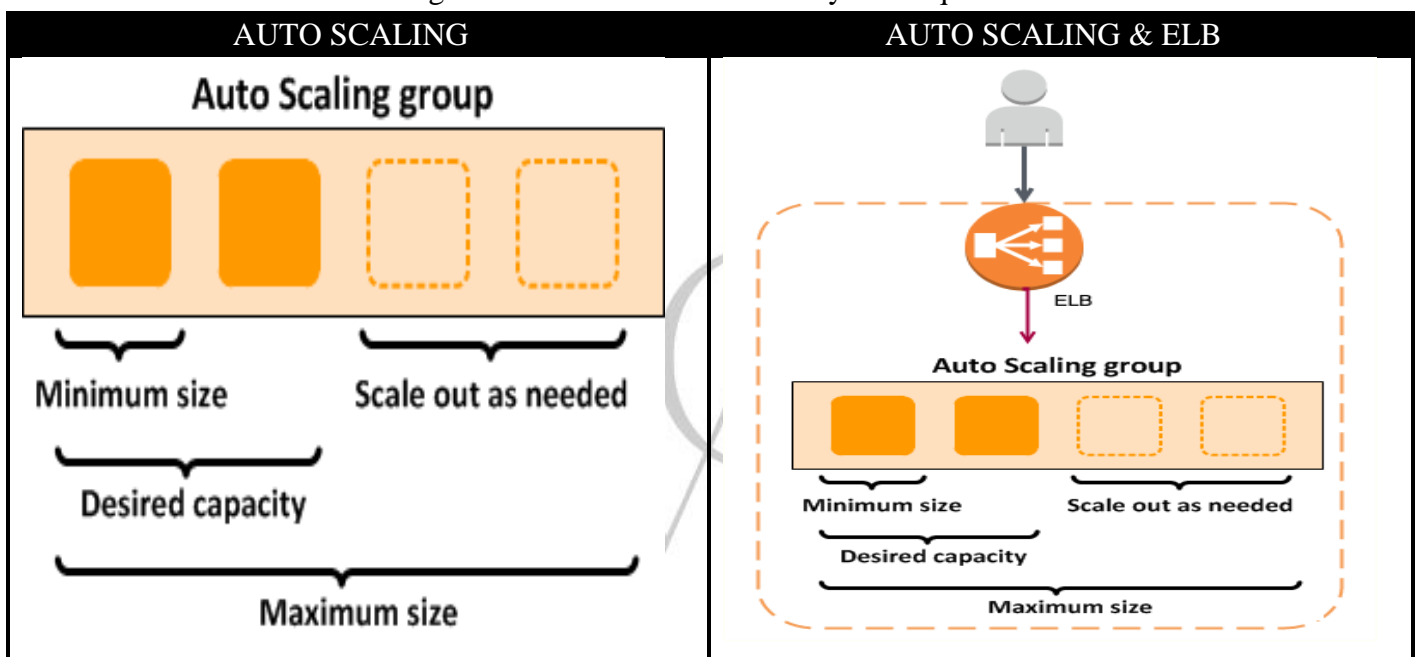 AUTO SCALING
Auto Scaling group
Minimum size
Scale out as needed
Desired capacity
Maximum size
AUTO SCALING & ELB
ELB
Auto Scaling group
Minimum size
Scale out as needed
Desired capacity
Maximum size